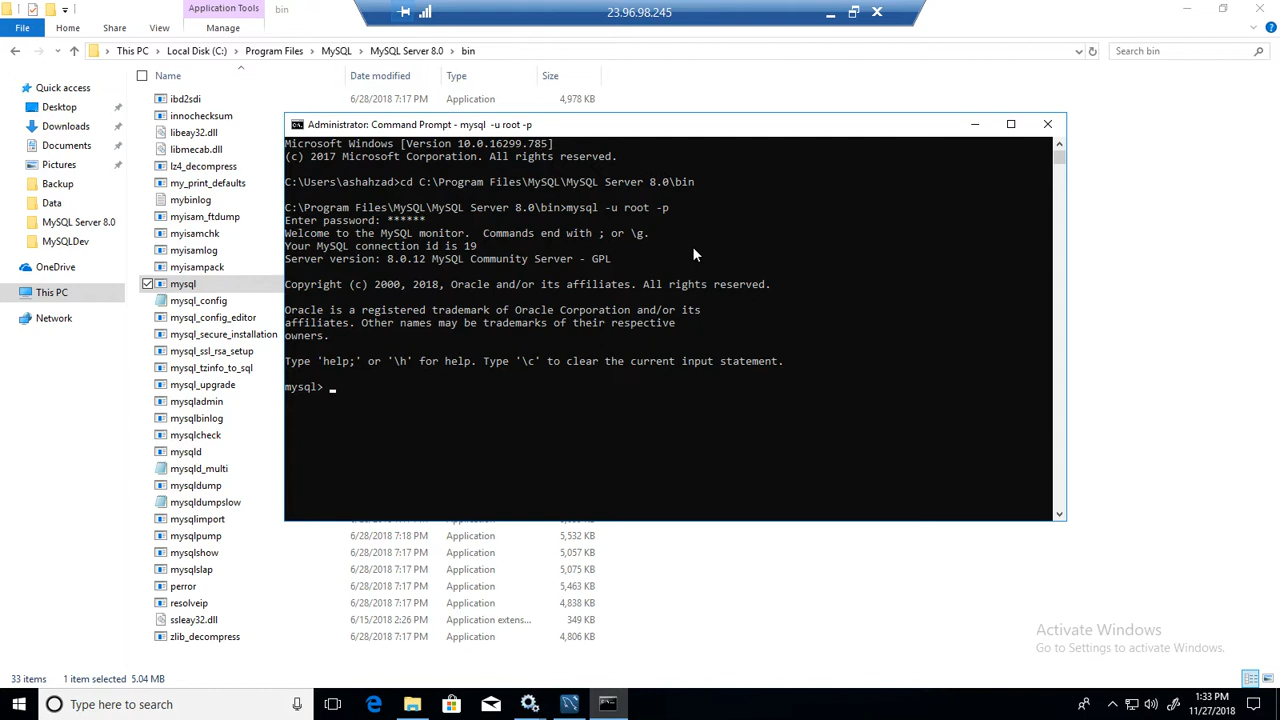 Application Tools
bin
23.96.98.245
File
Home
Share
View
Manage
This PC
Local Disk (C:)
Program Files
MySQL
MySQL Server 8.0
bin
Search bin
Name
Date modified
Type
Size
Quick access
Desktop
Downloads
Documents
Pictures
Backup
Data
MySQL Server 8.0
MySQLDev
OneDrive
This PC
Network
ibd2sdi 6/28/2018 7:17 PM Application 4,978 KB
innochecksum
libeay32.dll
libmecab.dll
lz4_decompress
my_print_defaults
mybinlog
myisam_ftdump
myisamchk
myisamlog
myisampack
mysql
mysql_config
mysql_config_editor
mysql_secure_installation
mysql_ssl_rsa_setup
mysql_tzinfo_to_sql
mysql_upgrade
mysqladmin
mysqlbinlog
mysqlcheck
mysqld
mysqld_multi
mysqldump
mysqldumpslow
mysqlimport
mysqlpump 6/28/2018 7:18 PM Application 5,532 KB
mysqlshow 6/28/2018 7:17 PM Application 5,057 KB
mysqlslap 6/28/2018 7:17 PM Application 5,075 KB
perror 6/28/2018 7:17 PM Application 5,463 KB
resolveip 6/28/2018 7:17 PM Application 4,838 KB
ssleay32.dll 6/15/2018 2:26 PM Application extens... 349 KB
zlib_decompress 6/28/2018 7:17 PM Application 4,806 KB
Administrator: Command Prompt - mysql -u root -p
Microsoft Windows [Version 10.0.16299.785]
(c) 2017 Microsoft Corporation. All rights reserved.
C:\Users\ashahzad>cd C:\Program Files\MySQL\MySQL Server 8.0\bin
C:\Program Files\MySQL\MySQL Server 8.0\bin>mysql -u root -p
Enter password: ******
Welcome to the MySQL monitor.  Commands end with ; or \g.
Your MySQL connection id is 19
Server version: 8.0.12 MySQL Community Server - GPL
Copyright (c) 2000, 2018, Oracle and/or its affiliates. All rights reserved.
Oracle is a registered trademark of Oracle Corporation and/or its
affiliates. Other names may be trademarks of their respective
owners.
Type 'help;' or '\h' for help. Type '\c' to clear the current input statement.
mysql> _
Activate Windows
Go to Settings to activate Windows.
33 items
1 item selected 5.04 MB
Type here to search
1:33 PM
11/27/2018